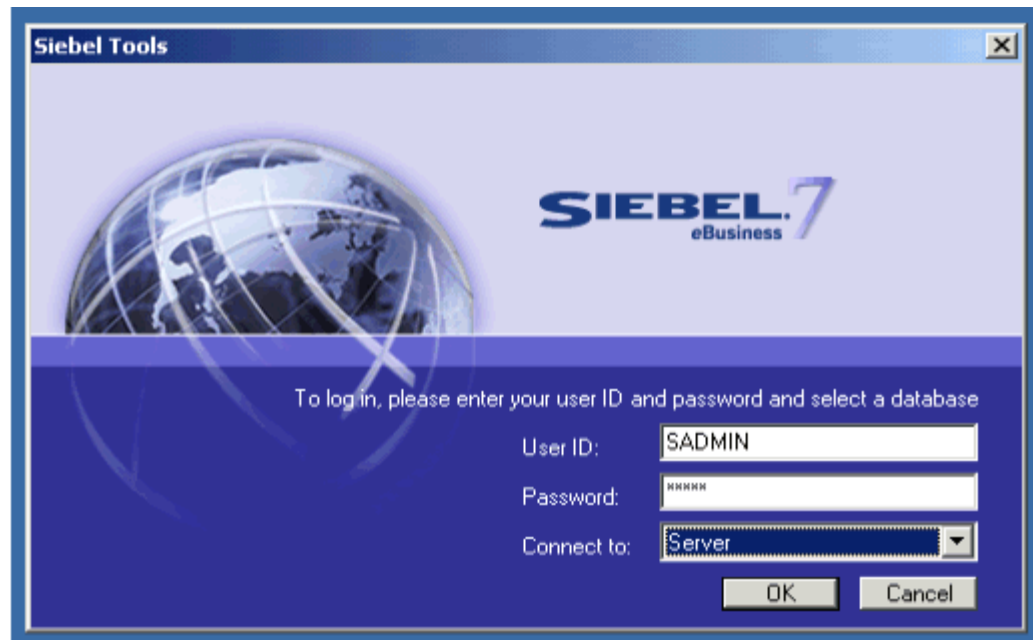 Siebel Tools
SIEBEL. 7
eBusiness
To log in, please enter your user ID and password and select a database
User ID: SADMIN
Password: *****
Connect to: Server
OK Cancel